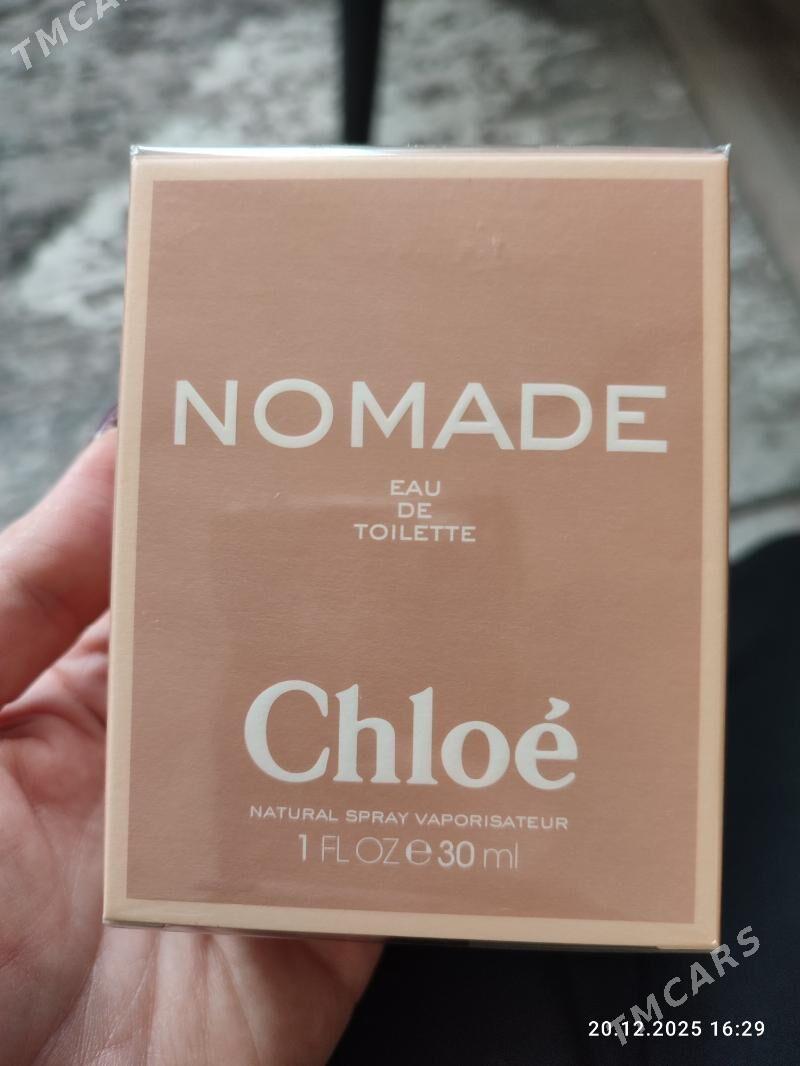 TMCARS
NOMADE
EAU
DE
TOILETTE
Chloé
NATURAL SPRAY VAPORISATEUR
1 FL OZ e 30 ml
TMCARS
20.12.2025 16:29